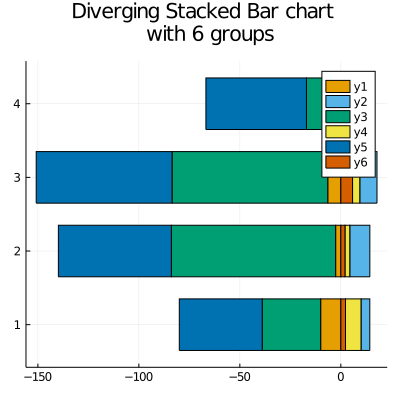 Diverging Stacked Bar chart
with 6 groups
y1
y2
y3
y4
y5
y6
4
3
2
1
−150
−100
−50
0